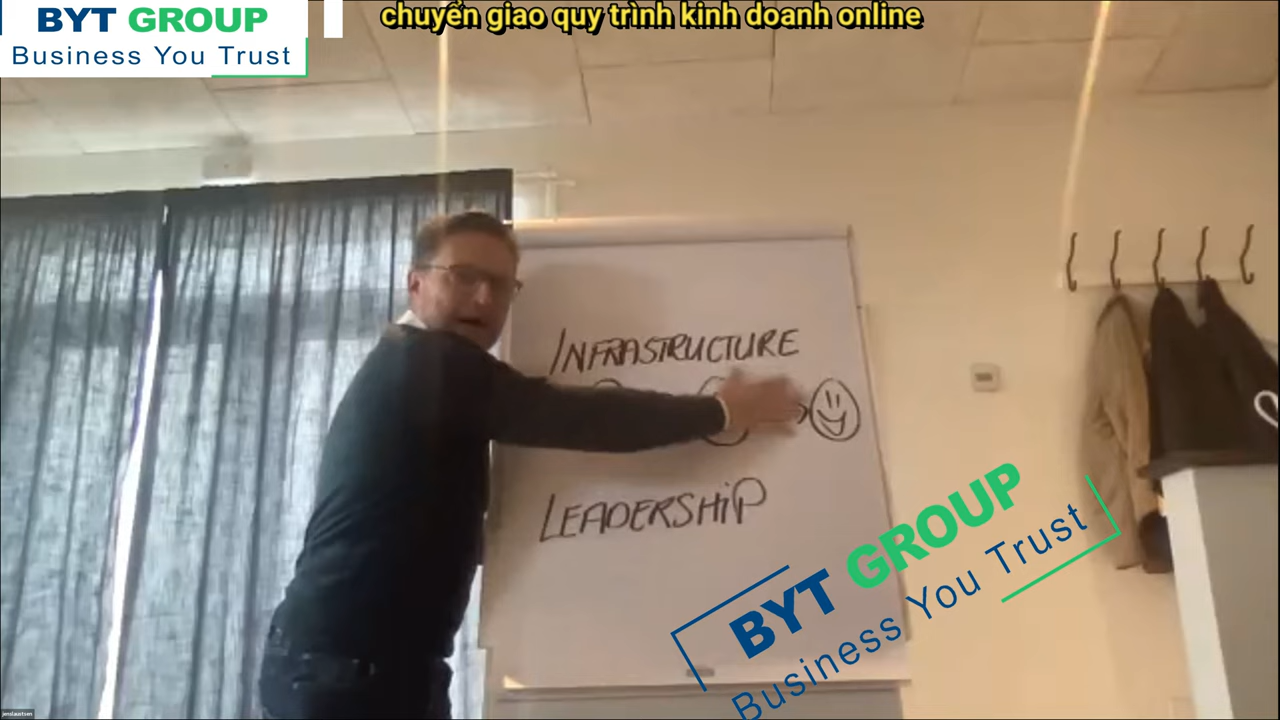 BYT GROUP
Business You Trust
chuyển giao quy trình kinh doanh online
INFRASTRUCTURE
LEADERSHIP
BYT GROUP
Business You Trust